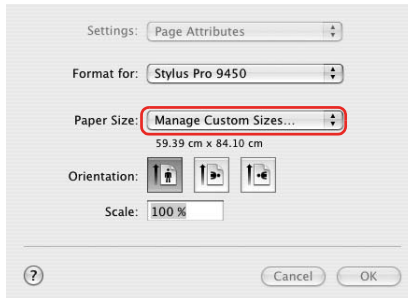 Settings: Page Attributes
Format for: Stylus Pro 9450
Paper Size: Manage Custom Sizes...
59.39 cm x 84.10 cm
Orientation:
Scale: 100 %
? Cancel OK